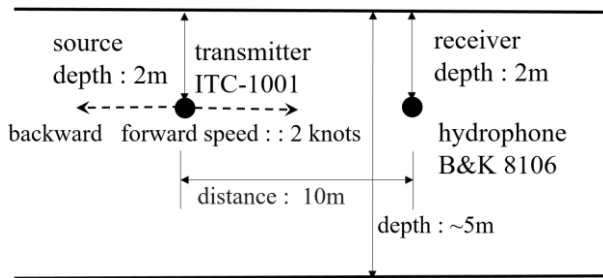 source
depth : 2m
transmitter
ITC-1001
receiver
depth : 2m
backward forward speed : : 2 knots
hydrophone
B&K 8106
distance : 10m
depth : ~5m